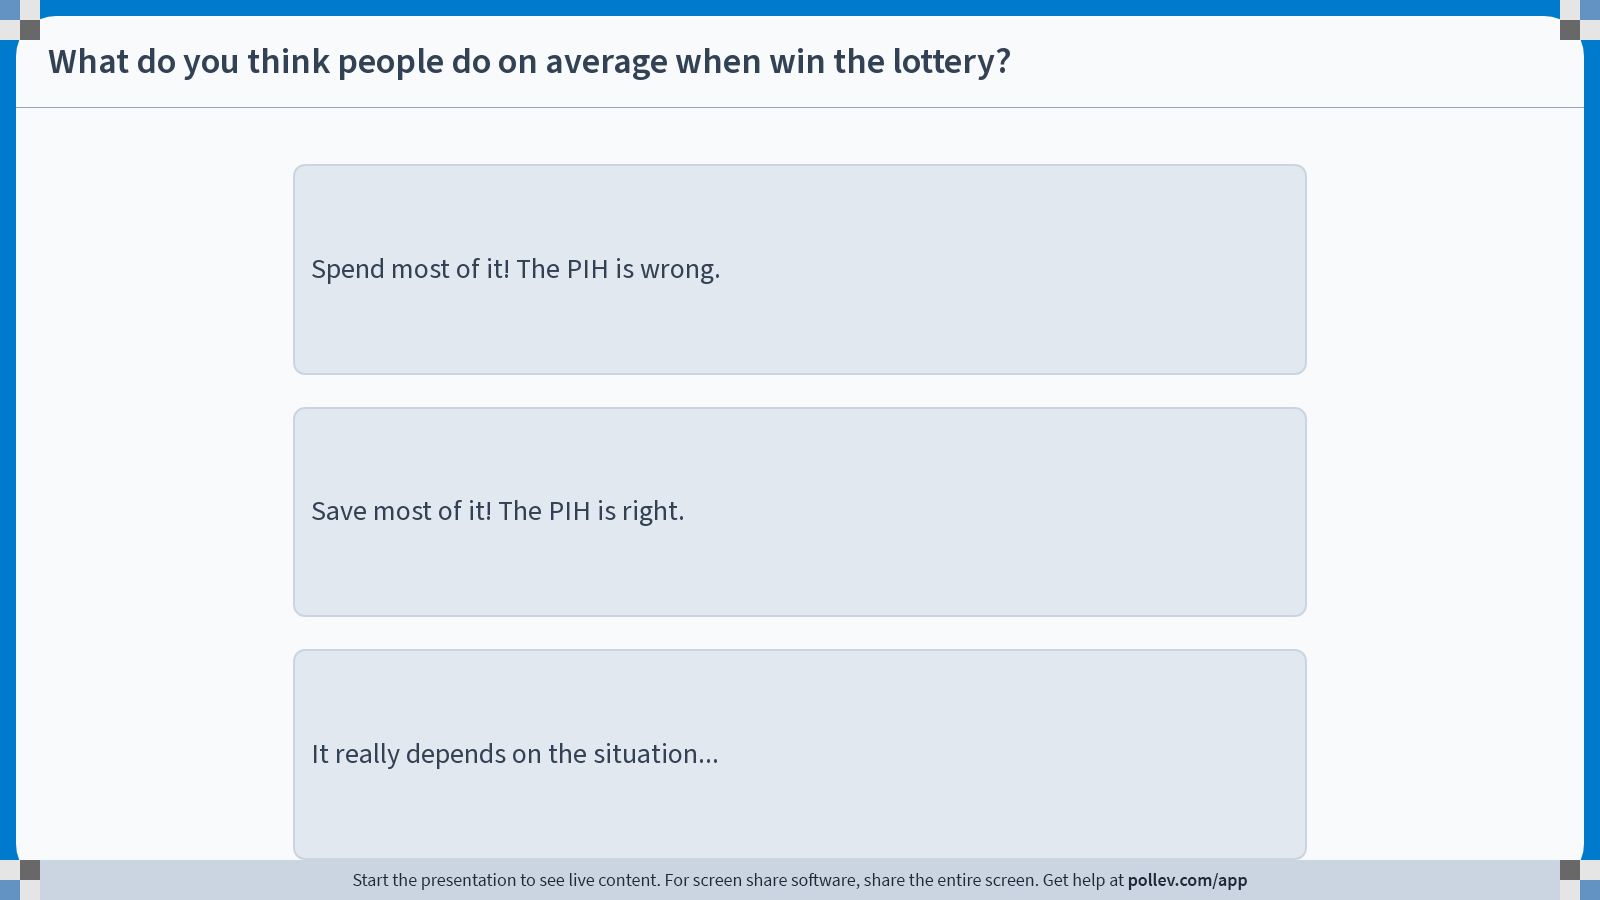 What do you think people do on average when win the lottery?
Spend most of it! The PIH is wrong.
Save most of it! The PIH is right.
It really depends on the situation...
Start the presentation to see live content. For screen share software, share the entire screen. Get help at pollev.com/app